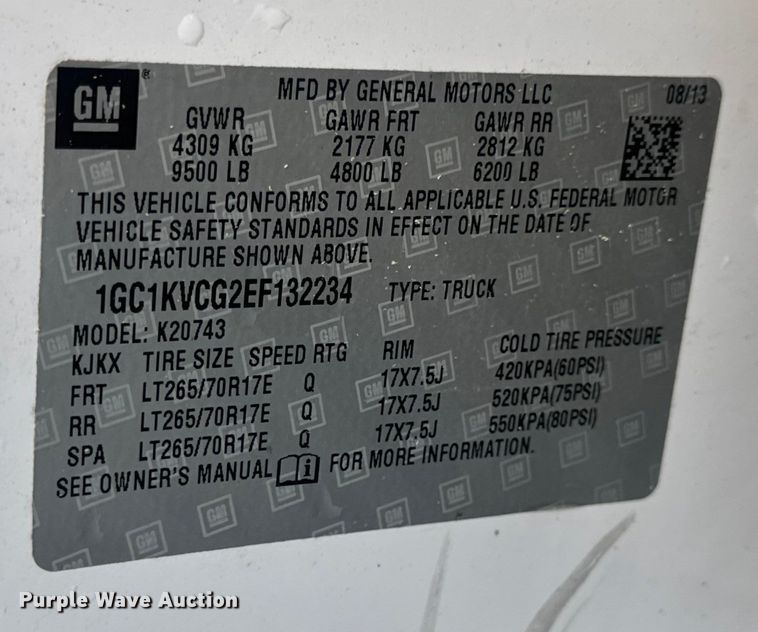 GM
®
MFD BY GENERAL MOTORS LLC 08/13
GVWR GAWR FRT GAWR RR
4309 KG 2177 KG 2812 KG
9500 LB 4800 LB 6200 LB
THIS VEHICLE CONFORMS TO ALL APPLICABLE U.S. FEDERAL MOTOR
VEHICLE SAFETY STANDARDS IN EFFECT ON THE DATE OF
MANUFACTURE SHOWN ABOVE.
1GC1KVCG2EF132234 TYPE: TRUCK
MODEL: K20743
KJKX TIRE SIZE SPEED RTG RIM COLD TIRE PRESSURE
FRT LT265/70R17E Q 17X7.5J 420KPA(60PSI)
RR LT265/70R17E Q 17X7.5J 520KPA(75PSI)
SPA LT265/70R17E Q 17X7.5J 550KPA(80PSI)
SEE OWNER'S MANUAL i FOR MORE INFORMATION.
Purple Wave Auction